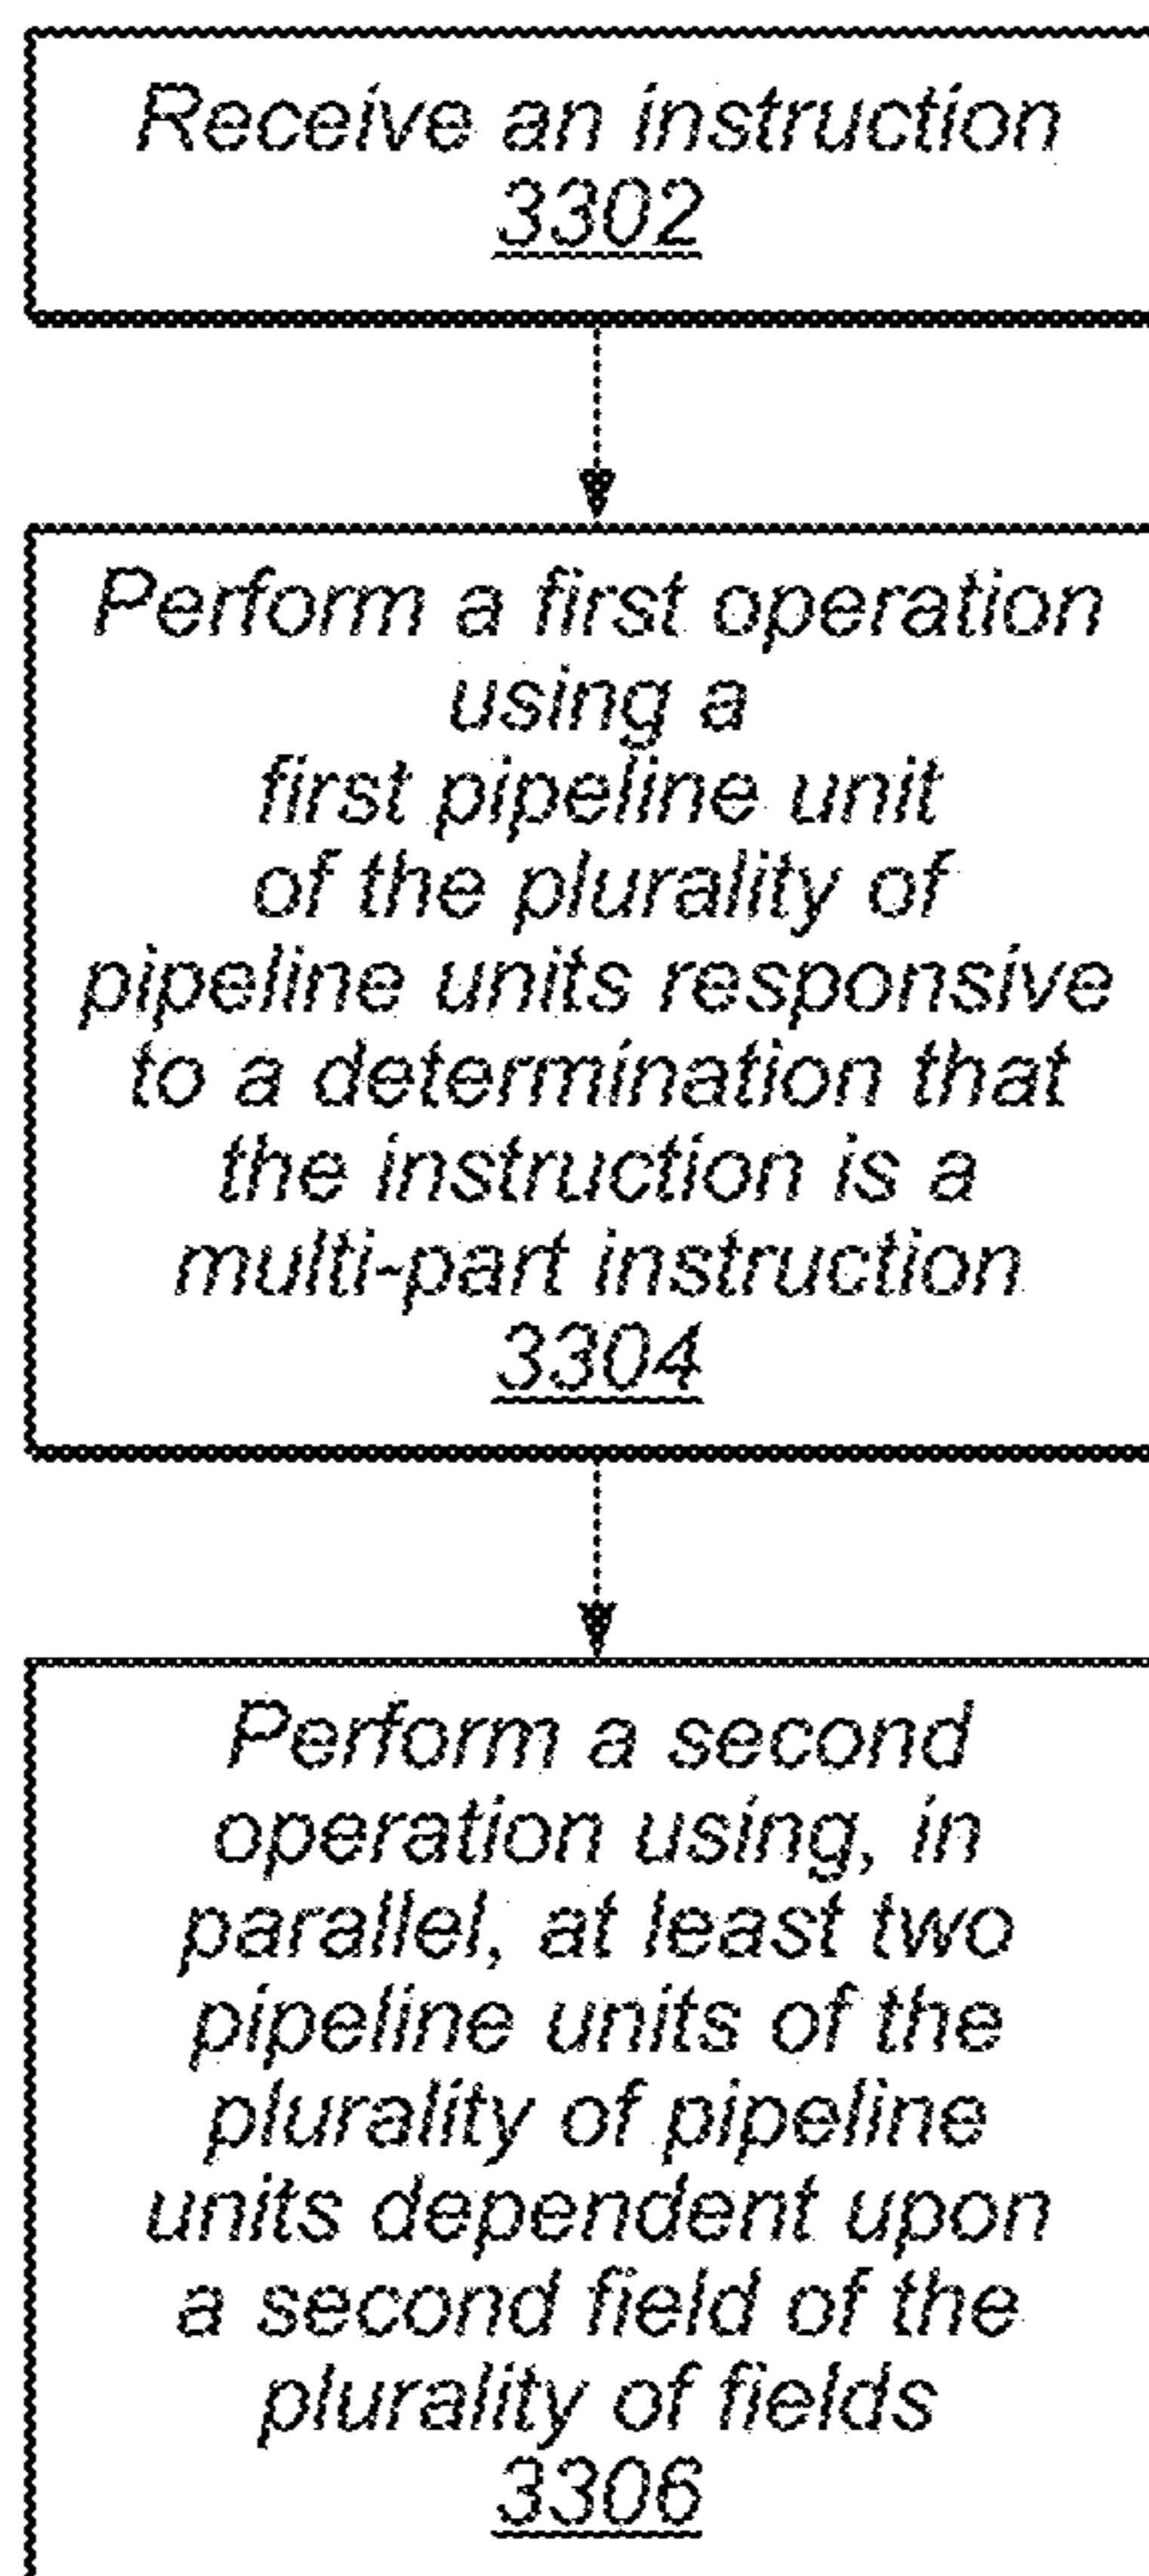 Receive an instruction
3302
Perform a first operation
using a
first pipeline unit
of the plurality of
pipeline units responsive
to a determination that
the instruction is a
multi-part instruction
3304
Perform a second
operation using, in
parallel, at least two
pipeline units of the
plurality of pipeline
units dependent upon
a second field of the
plurality of fields
3306